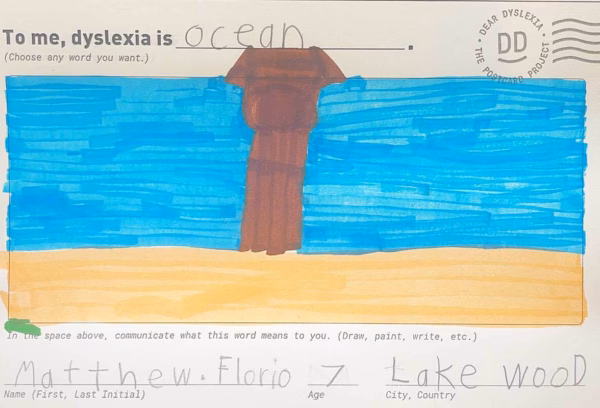 To me, dyslexia is ocean.
(Choose any word you want.)
DEAR DYSLEXIA · THE POSTCARD PROJECT ·
DD
In the space above, communicate what this word means to you. (Draw, paint, write, etc.)
Matthew. Florio 7 Lake wooD
Name (First, Last Initial) Age City, Country